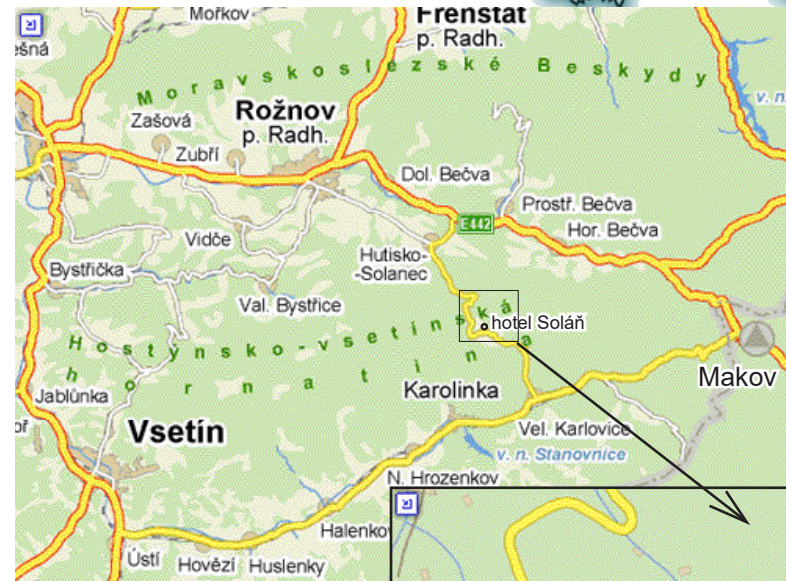 Mořkov
Frenštát
p. Radh.
ešná
Moravskoslezské Beskydy
Rožnov
p. Radh.
Zašová
Zubří
v. n.
Dol. Bečva
Prostř. Bečva
E442
Hor. Bečva
Vidče
Hutisko-
-Solanec
Bystřička
Val. Bystřice
hotel Soláň
Hostýnsko-vsetínská
hornatina
Makov
Jablůnka
Karolinka
Vsetín
Vel. Karlovice
v. n. Stanovnice
N. Hrozenkov
Halenko
Ústí
Hovězí
Huslenky